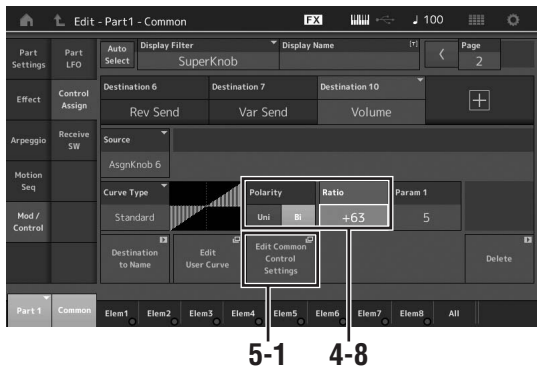 Edit - Part1 - Common
FX
100
Part Settings
Part LFO
Auto Select
Display Filter
SuperKnob
Display Name
[T]
Page
2
Effect
Control Assign
Destination 6
Rev Send
Destination 7
Var Send
Destination 10
Volume
Arpeggio
Receive SW
Source
AsgnKnob 6
Motion Seq
Curve Type
Standard
Polarity
Uni
Bi
Ratio
+63
Param 1
5
Mod / Control
Destination to Name
Edit User Curve
Edit Common Control Settings
Delete
Part 1
Common
Elem1
Elem2
Elem3
Elem4
Elem5
Elem6
Elem7
Elem8
All
5-1
4-8